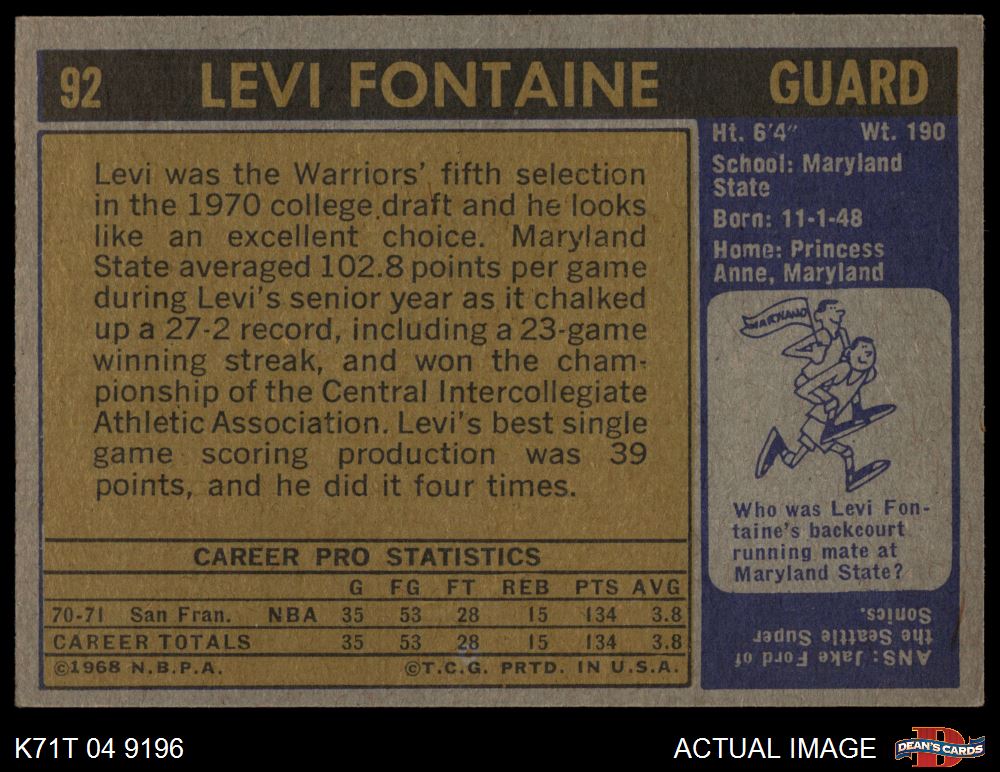 92 LEVI FONTAINE GUARD
Levi was the Warriors' fifth selection
in the 1970 college draft and he looks
like an excellent choice. Maryland
State averaged 102.8 points per game
during Levi's senior year as it chalked
up a 27-2 record, including a 23-game
winning streak, and won the cham-
pionship of the Central Intercollegiate
Athletic Association. Levi's best single
game scoring production was 39
points, and he did it four times.
CAREER PRO STATISTICS
G FG FT REB PTS AVG
70-71 San Fran. NBA 35 53 28 15 134 3.8
CAREER TOTALS 35 53 28 15 134 3.8
©1968 N.B.P.A. ©T.C.G. PRTD. IN U.S.A.
Ht. 6'4" Wt. 190
School: Maryland
State
Born: 11-1-48
Home: Princess
Anne, Maryland
MARYLAND
Who was Levi Fon-
taine's backcourt
running mate at
Maryland State?
ANS: Jake Ford of
the Seattle Super
Sonics.
K71T 04 9196 ACTUAL IMAGE
D
DEAN'S CARDS